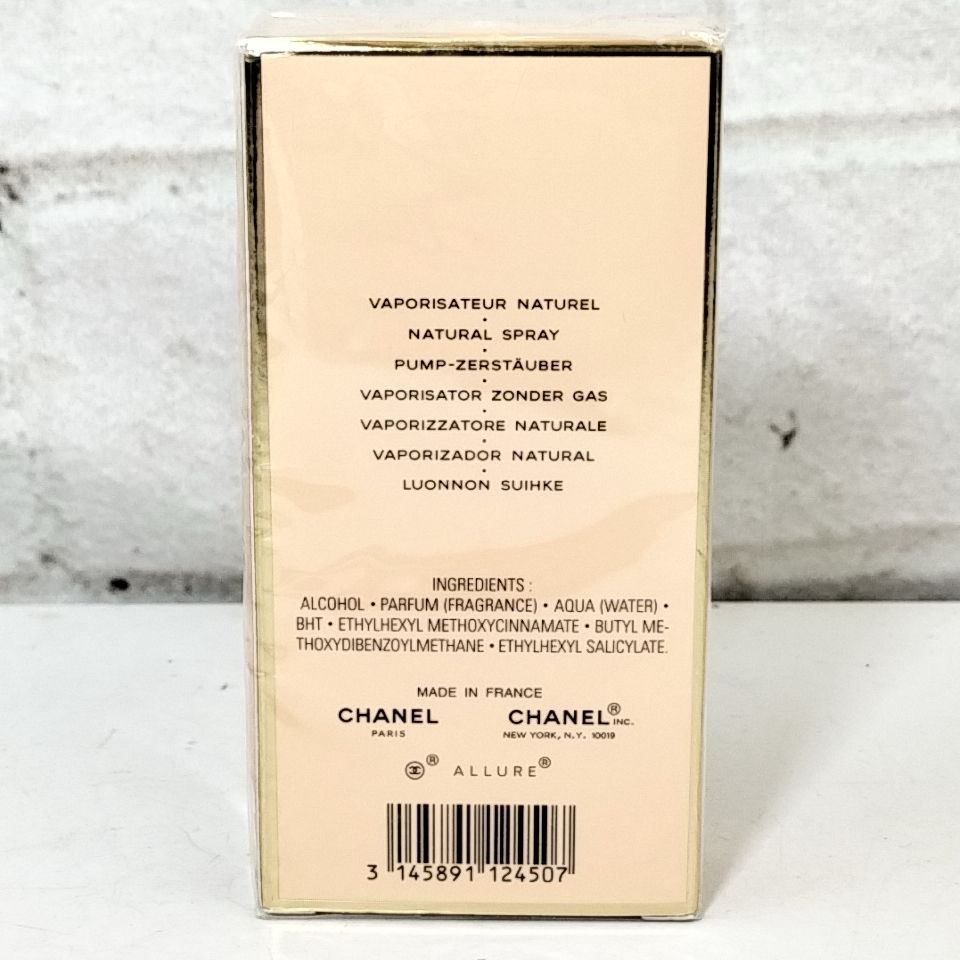 VAPORISATEUR NATUREL
•
NATURAL SPRAY
•
PUMP-ZERSTÄUBER
•
VAPORISATOR ZONDER GAS
•
VAPORIZZATORE NATURALE
•
VAPORIZADOR NATURAL
•
LUONNON SUIHKE
INGREDIENTS :
ALCOHOL • PARFUM (FRAGRANCE) • AQUA (WATER) •
BHT • ETHYLHEXYL METHOXYCINNAMATE • BUTYL ME-
THOXYDIBENZOYLMETHANE • ETHYLHEXYL SALICYLATE.
MADE IN FRANCE
CHANEL CHANEL® INC.
PARIS NEW YORK, N.Y. 10019
® ALLURE®
3 145891 124507